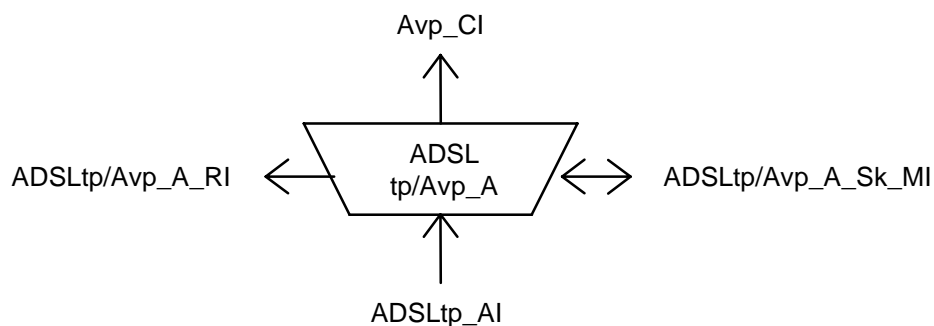 Avp_CI
ADSLtp/Avp_A_RI
ADSL
tp/Avp_A
ADSLtp/Avp_A_Sk_MI
ADSLtp_AI